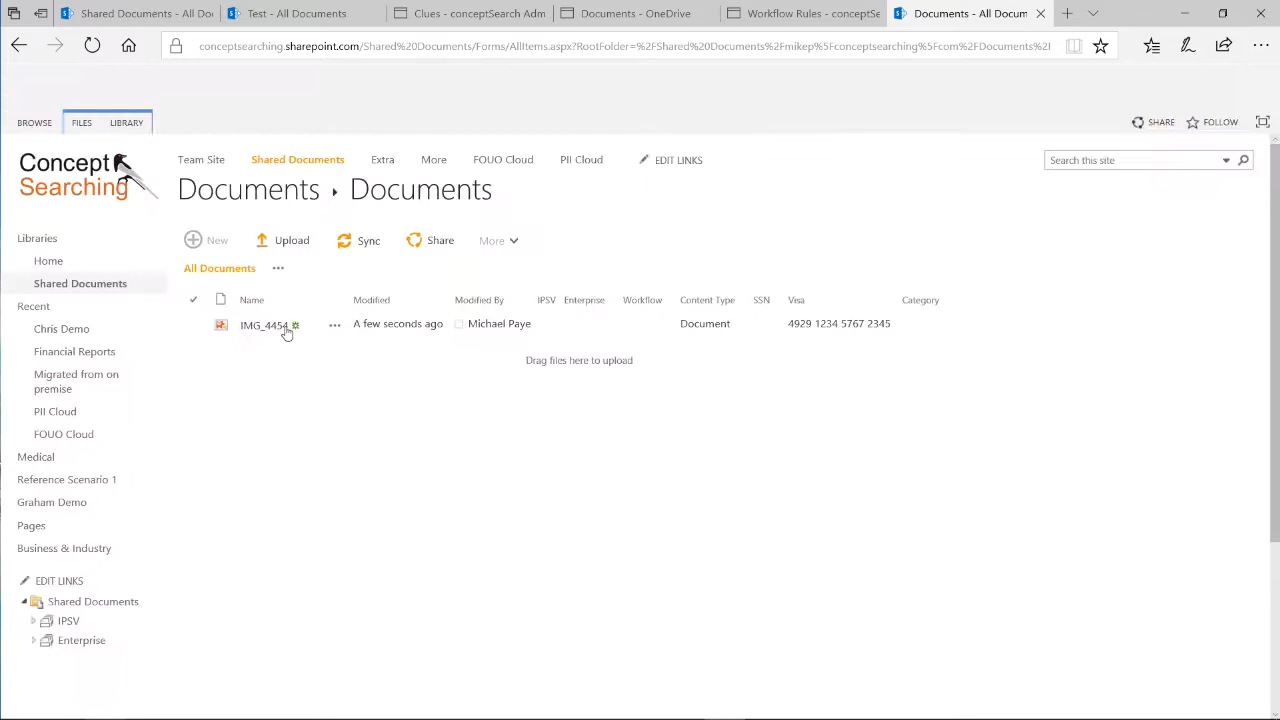 Shared Documents - All Do
Test - All Documents
Clues - conceptSearch Adm
Documents - OneDrive
Workflow Rules - conceptSe
Documents - All Docum
conceptsearching.sharepoint.com/Shared%20Documents/Forms/AllItems.aspx?RootFolder=%2FShared%20Documents%2Fmikep%5Fconceptsearching%5Fcom%2FDocuments%2I
BROWSE FILES LIBRARY SHARE FOLLOW
Concept Searching
Team Site Shared Documents Extra More FOUO Cloud PII Cloud EDIT LINKS
Search this site
Documents ▸ Documents
New Upload Sync Share More
All Documents ...
Name Modified Modified By IPSV Enterprise Workflow Content Type SSN Visa Category
IMG_4454 ... A few seconds ago Michael Paye Document 4929 1234 5767 2345
Drag files here to upload
Libraries
Home
Shared Documents
Recent
Chris Demo
Financial Reports
Migrated from on
premise
PII Cloud
FOUO Cloud
Medical
Reference Scenario 1
Graham Demo
Pages
Business & Industry
EDIT LINKS
Shared Documents
IPSV
Enterprise